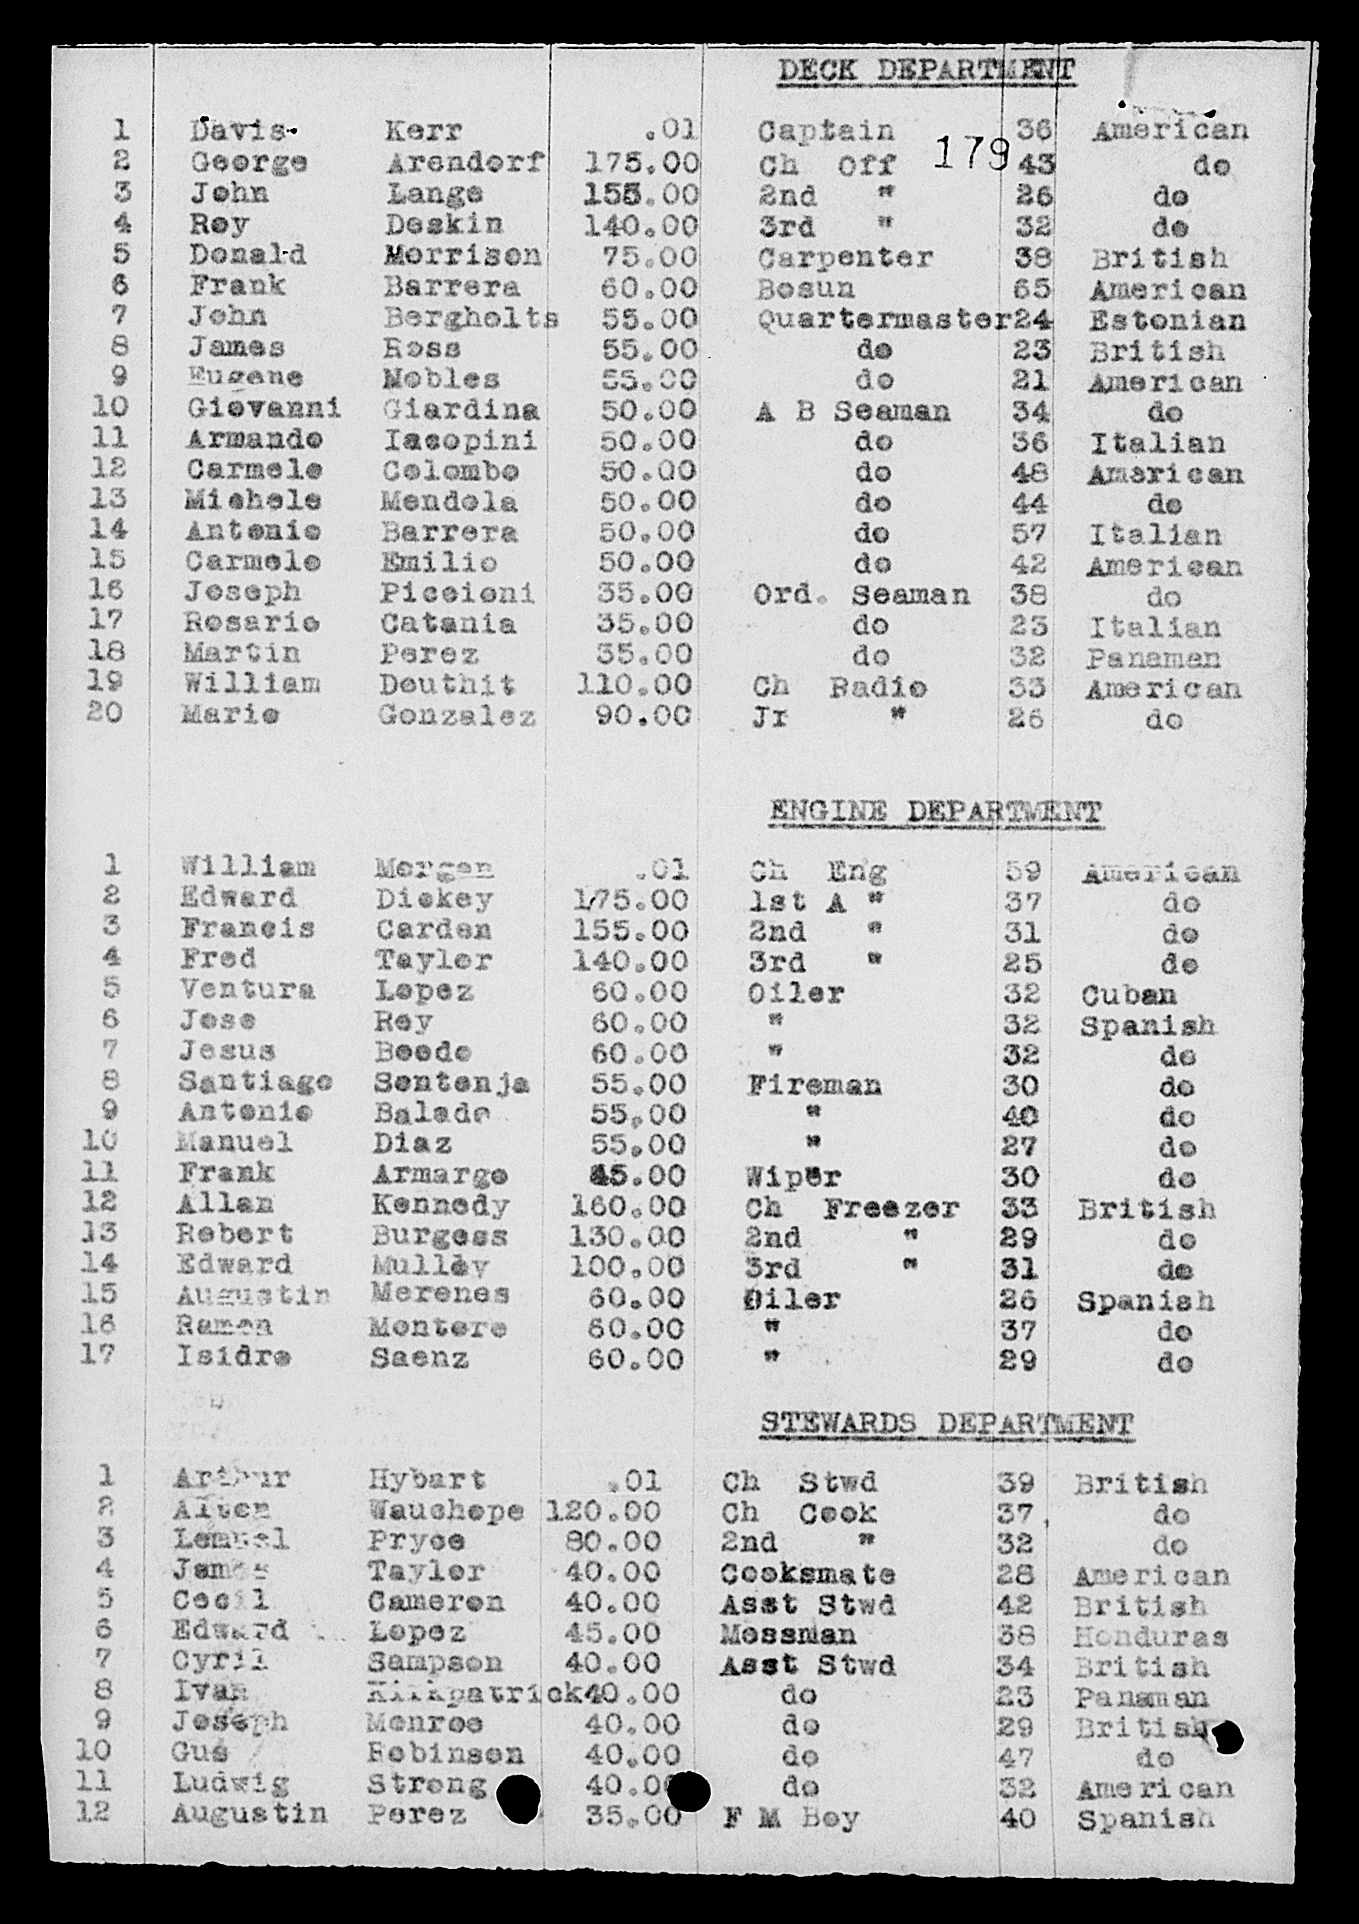 DECK DEPARTMENT
1 Davis Kerr .01 Captain 36 American
179
2 George Arendorf 175.00 Ch Off 43 do
3 John Lange 155.00 2nd " 26 do
4 Roy Deskin 140.00 3rd " 32 do
5 Donald Morrison 75.00 Carpenter 38 British
6 Frank Barrera 60.00 Bosun 65 American
7 John Bergholts 55.00 Quartermaster 24 Estonian
8 James Ross 55.00 do 23 British
9 Eugene Nobles 55.00 do 21 American
10 Giovanni Giardina 50.00 A B Seaman 34 do
11 Armando Iacopini 50.00 do 36 Italian
12 Carmelo Colombo 50.00 do 48 American
13 Michele Mendola 50.00 do 44 do
14 Antonio Barrera 50.00 do 57 Italian
15 Carmelo Emilio 50.00 do 42 American
16 Joseph Piccioni 35.00 Ord. Seaman 38 do
17 Rosario Catania 35.00 do 23 Italian
18 Martin Perez 35.00 do 32 Panaman
19 William Douthit 110.00 Ch Radio 33 American
20 Mario Gonzalez 90.00 Jr " 26 do
ENGINE DEPARTMENT
1 William Morgan .01 Ch Eng 59 American
2 Edward Dickey 175.00 1st A " 37 do
3 Francis Carden 155.00 2nd " 31 do
4 Fred Taylor 140.00 3rd " 25 do
5 Ventura Lopez 60.00 Oiler 32 Cuban
6 Jose Rey 60.00 " 32 Spanish
7 Jesus Boedo 60.00 " 32 do
8 Santiago Sontonja 55.00 Fireman 30 do
9 Antonio Balado 55.00 " 40 do
10 Manuel Diaz 55.00 " 27 do
11 Frank Armargo 45.00 Wiper 30 do
12 Allan Kennedy 160.00 Ch Freezer 33 British
13 Robert Burgess 130.00 2nd " 29 do
14 Edward Mulley 100.00 3rd " 31 do
15 Augustin Merenes 60.00 Oiler 26 Spanish
16 Ramon Montero 60.00 " 37 do
17 Isidro Saenz 60.00 " 29 do
STEWARDS DEPARTMENT
1 Arthur Hybart .01 Ch Stwd 39 British
2 Alton Wauchope 120.00 Ch Cook 37 do
3 Lemuel Pryce 80.00 2nd " 32 do
4 James Taylor 40.00 Cooksmate 28 American
5 Cecil Cameron 40.00 Asst Stwd 42 British
6 Edward Lopez 45.00 Messman 38 Honduras
7 Cyril Sampson 40.00 Asst Stwd 34 British
8 Ivan Kirkpatrick 40.00 do 23 Panaman
9 Joseph Monroe 40.00 do 29 British
10 Gus Robinson 40.00 do 47 do
11 Ludwig Strong 40.00 do 32 American
12 Augustin Perez 35.00 F M Boy 40 Spanish